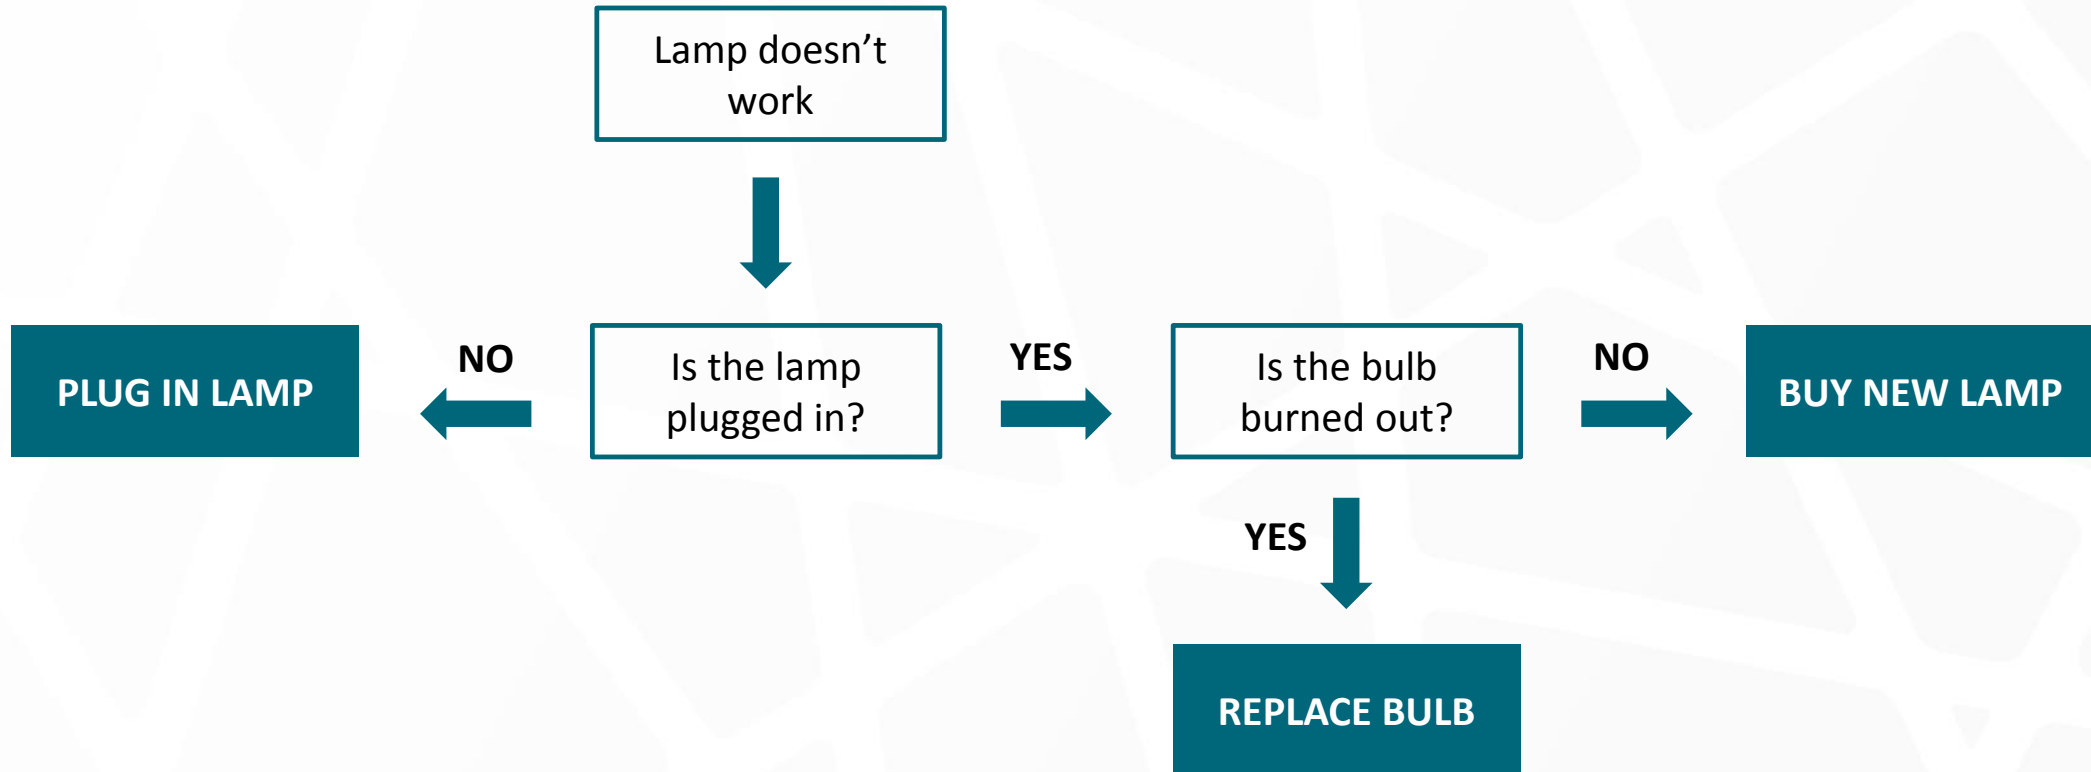 Lamp doesn’t
work
PLUG IN LAMP
NO
Is the lamp
plugged in?
YES
Is the bulb
burned out?
NO
BUY NEW LAMP
YES
REPLACE BULB